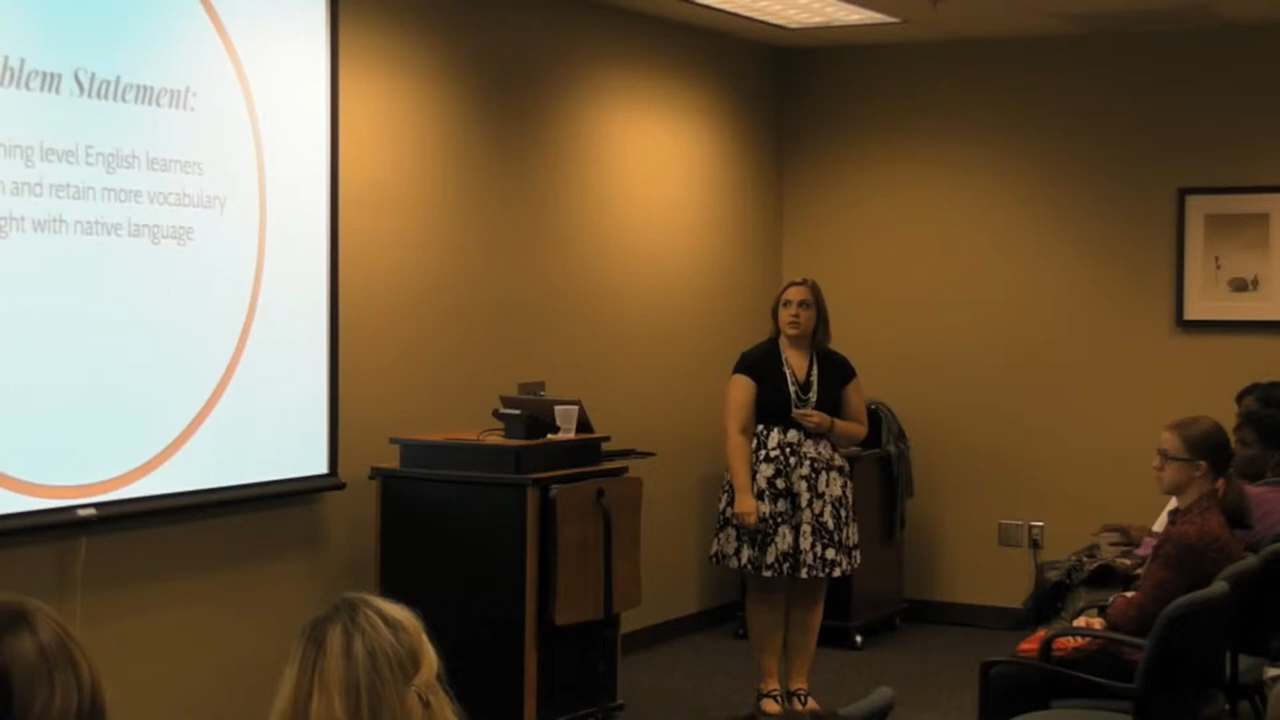 blem Statement:
ning level English learners
n and retain more vocabulary
ght with native language